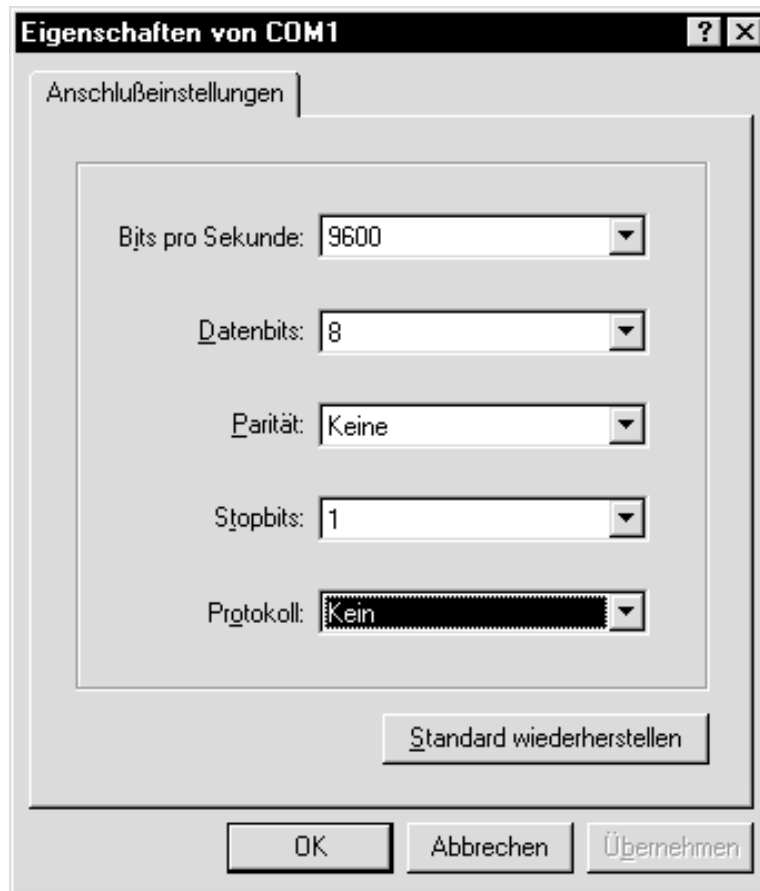 Eigenschaften von COM1
Anschlußeinstellungen
Bits pro Sekunde: 9600
Datenbits: 8
Parität: Keine
Stopbits: 1
Protokoll: Kein
Standard wiederherstellen
OK Abbrechen Übernehmen